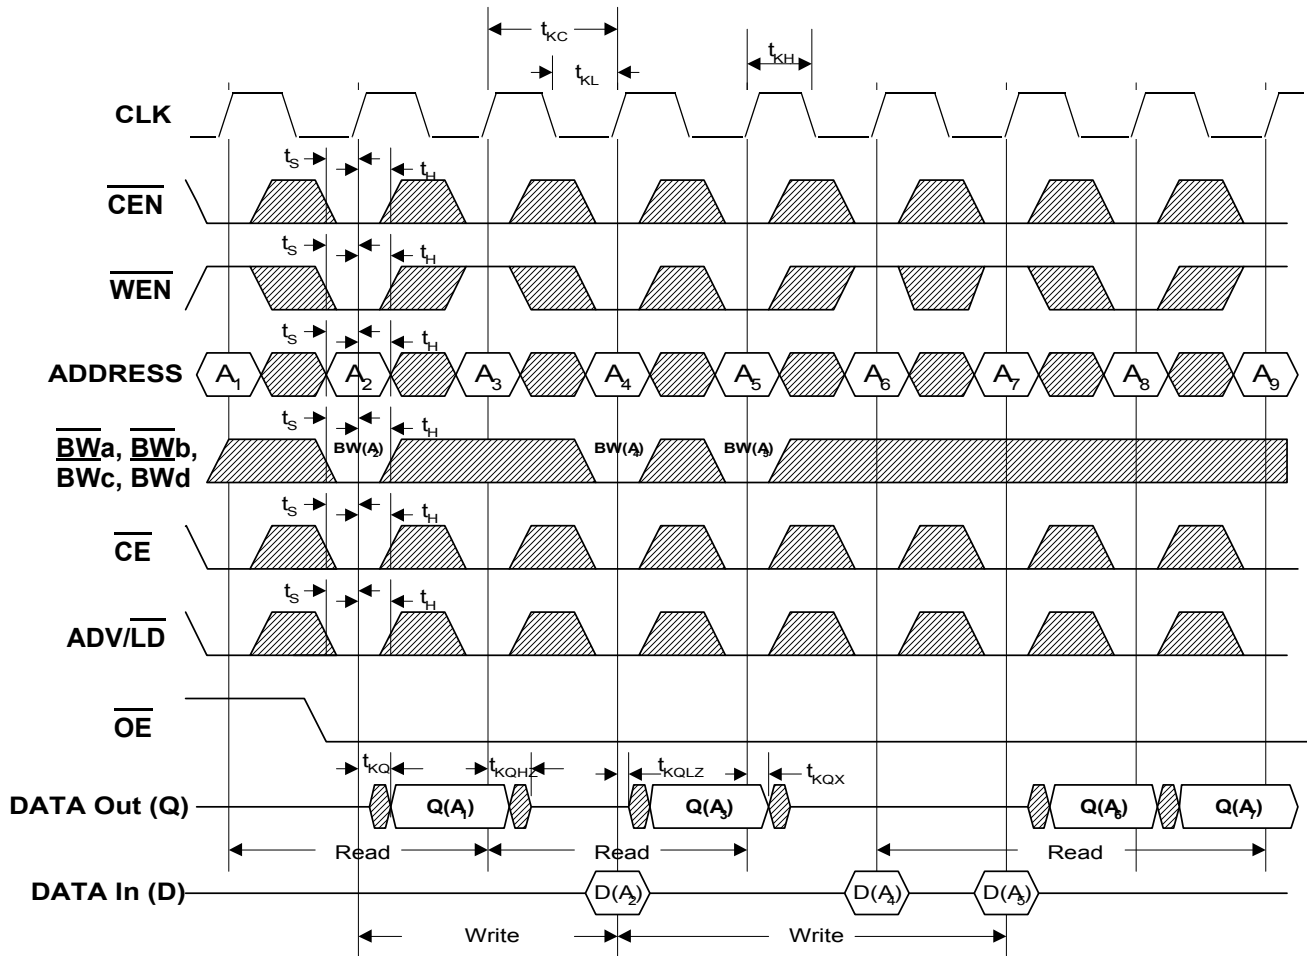 tKC
tKL
tKH
CLK
tS
tH
CEN
tS
tH
WEN
tS
tH
ADDRESS
A1
A2
A3
A4
A5
A6
A7
A8
A9
tS
tH
BWa, BWb,
BWc, BWd
BW(A2)
BW(A4)
BW(A5)
tS
tH
CE
tS
tH
ADV/LD
OE
tKQ
tKQHZ
tKQLZ
tKQX
DATA Out (Q)
Q(A1)
Q(A3)
Q(A6)
Q(A7)
Read
Read
Read
DATA In (D)
D(A2)
D(A4)
D(A5)
Write
Write